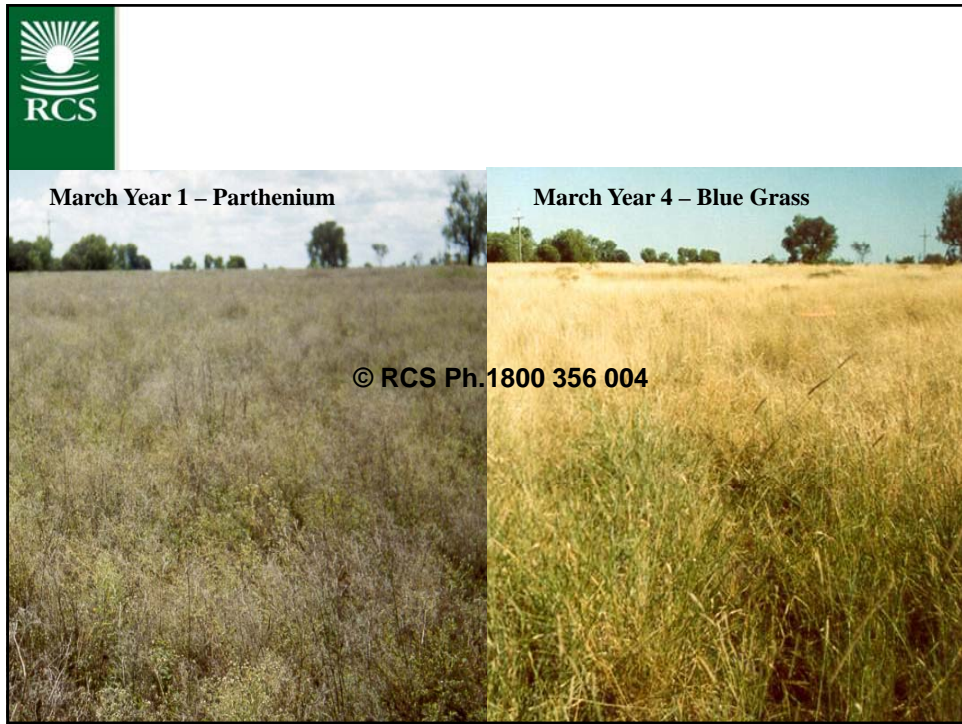 RCS
March Year 1 – Parthenium
March Year 4 – Blue Grass
© RCS Ph.1800 356 004